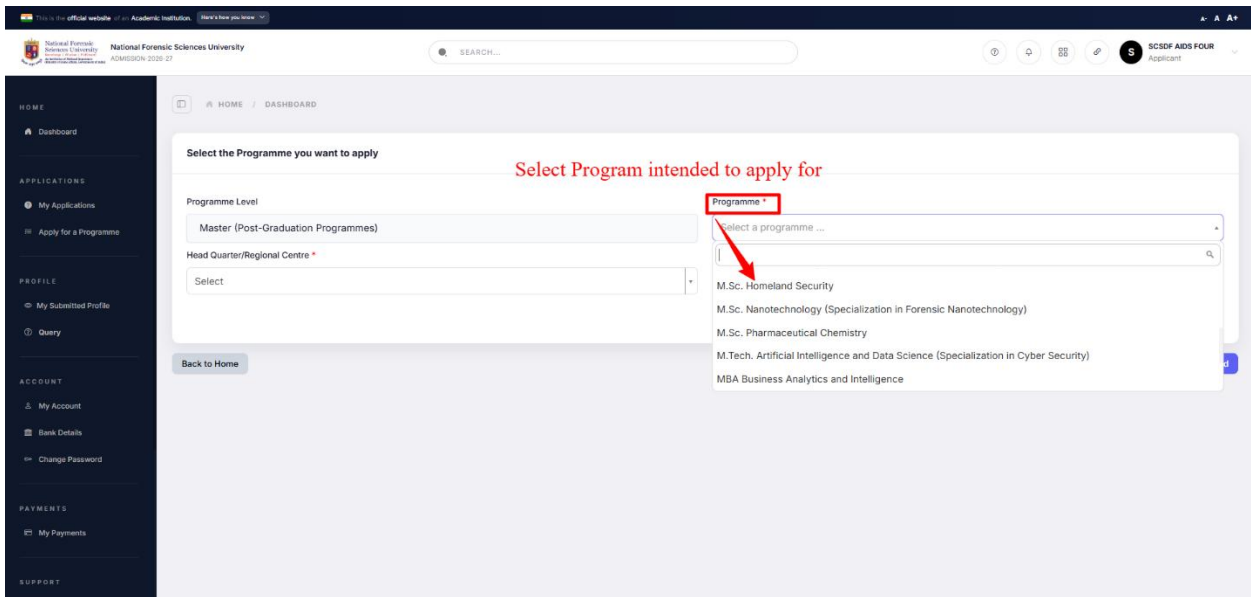 This is the official website of an Academic Institution. Here's how you know
A- A A+
National Forensic
Sciences University
National Forensic Sciences University
ADMISSION 2026-27
SEARCH...
S
SCSDF AIDS FOUR
Applicant
HOME
Dashboard
APPLICATIONS
My Applications
Apply for a Programme
PROFILE
My Submitted Profile
Query
ACCOUNT
My Account
Bank Details
Change Password
PAYMENTS
My Payments
SUPPORT
HOME / DASHBOARD
Select the Programme you want to apply
Select Program intended to apply for
Programme Level
Master (Post-Graduation Programmes)
Head Quarter/Regional Centre *
Select
Programme *
Select a programme ...
M.Sc. Homeland Security
M.Sc. Nanotechnology (Specialization in Forensic Nanotechnology)
M.Sc. Pharmaceutical Chemistry
M.Tech. Artificial Intelligence and Data Science (Specialization in Cyber Security)
MBA Business Analytics and Intelligence
Back to Home
d